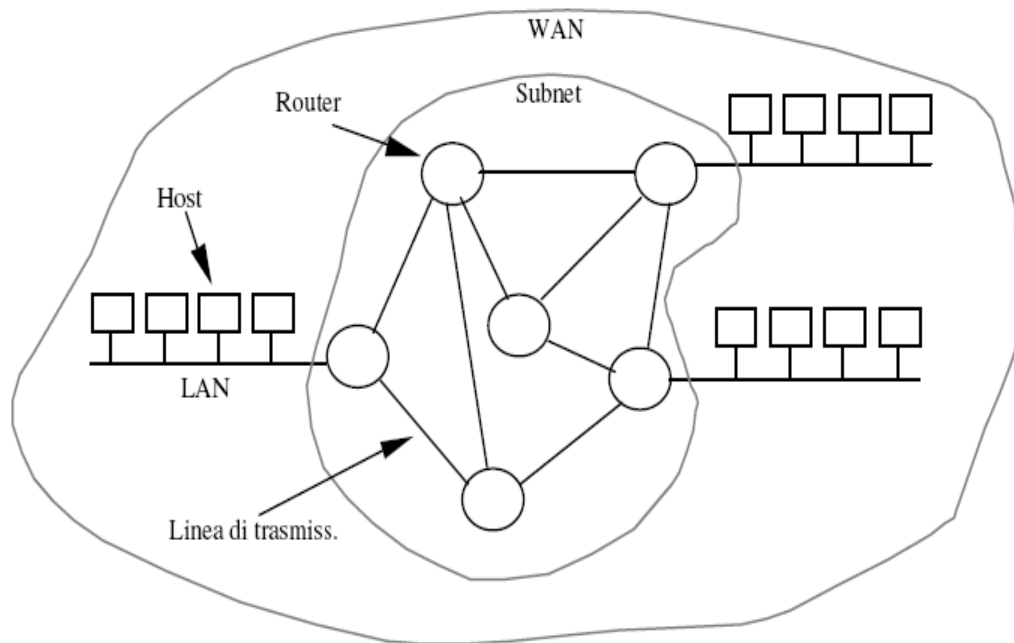 WAN
Subnet
Router
Host
LAN
Linea di trasmiss.